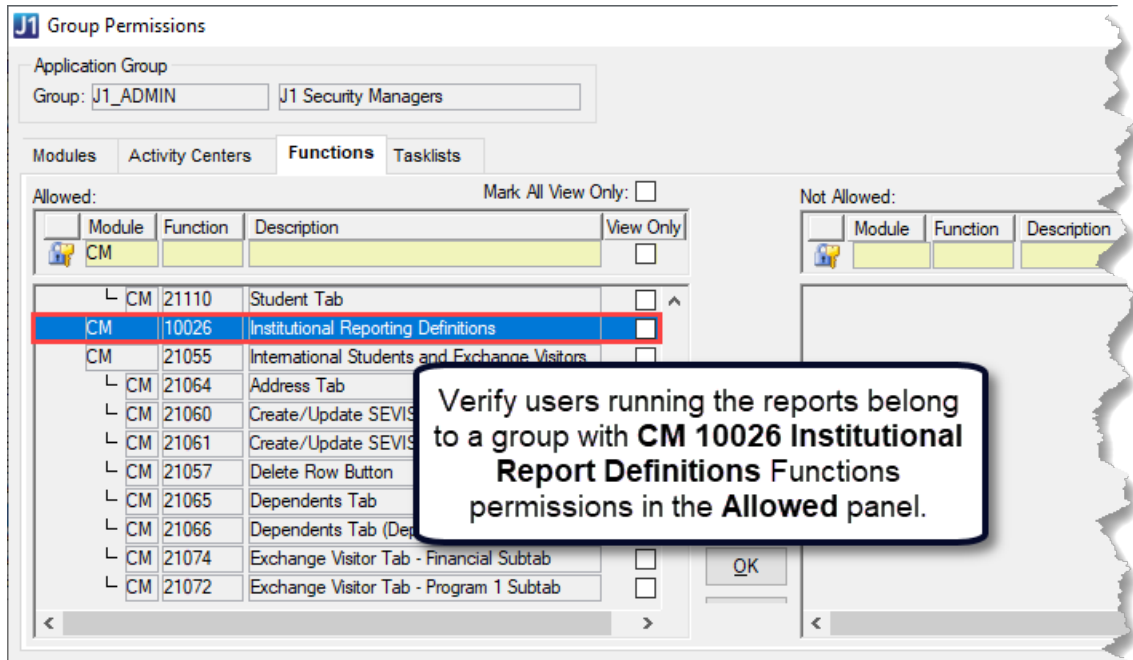 J1 Group Permissions
Application Group
Group: J1_ADMIN J1 Security Managers
Modules Activity Centers Functions Tasklists
Allowed: Mark All View Only: Not Allowed:
Module Function Description View Only Module Function Description
CM
CM 21110 Student Tab
CM 10026 Institutional Reporting Definitions
CM 21055 International Students and Exchange Visitors
CM 21064 Address Tab
CM 21060 Create/Update SEVIS
CM 21061 Create/Update SEVIS
CM 21057 Delete Row Button
CM 21065 Dependents Tab
CM 21066 Dependents Tab (Dep
CM 21074 Exchange Visitor Tab - Financial Subtab
CM 21072 Exchange Visitor Tab - Program 1 Subtab
Verify users running the reports belong
to a group with CM 10026 Institutional
Report Definitions Functions
permissions in the Allowed panel.
OK